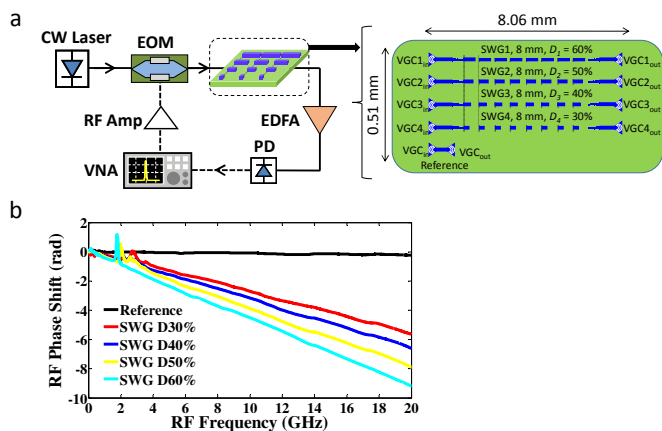 a
CW Laser
EOM
RF Amp
VNA
PD
EDFA
8.06 mm
0.51 mm
SWG1, 8 mm, D1 = 60%
VGC1in
VGC1out
SWG2, 8 mm, D2 = 50%
VGC2in
VGC2out
SWG3, 8 mm, D3 = 40%
VGC3in
VGC3out
SWG4, 8 mm, D4 = 30%
VGC4in
VGC4out
VGCin
VGCout
Reference
b
RF Phase Shift (rad)
2
0
-2
-4
-6
-8
-10
Reference
SWG D30%
SWG D40%
SWG D50%
SWG D60%
0 2 4 6 8 10 12 14 16 18 20
RF Frequency (GHz)